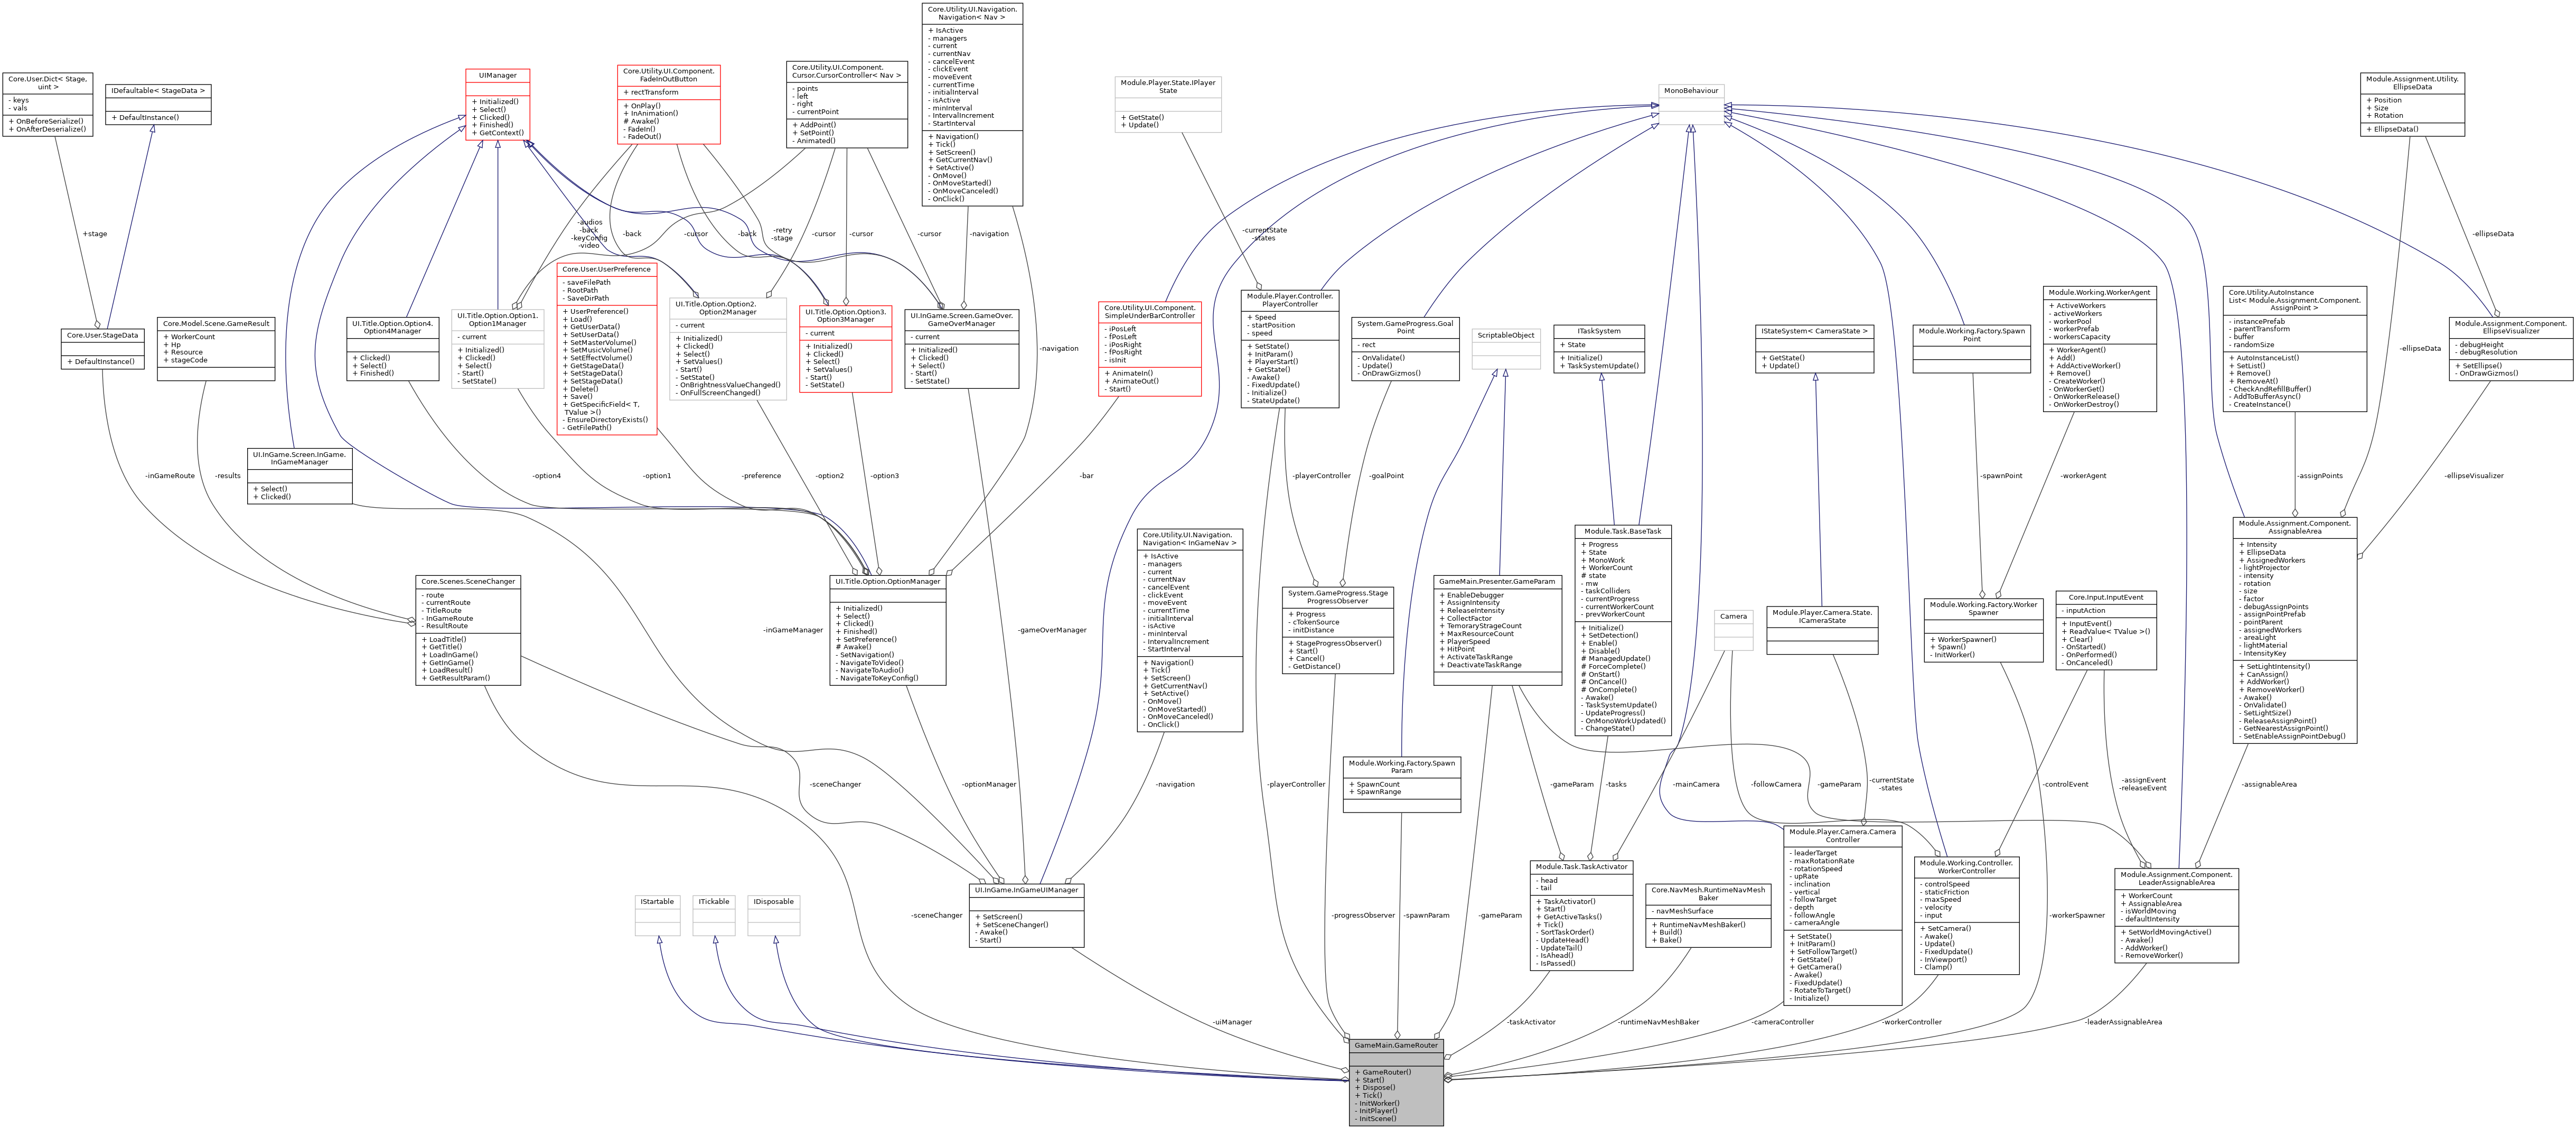 Core.Utility.UI.Navigation.
Navigation< Nav >
+ IsActive
- managers
- current
- currentNav
- cancelEvent
- clickEvent
- moveEvent
- currentTime
- initialInterval
- isActive
- minInterval
- IntervalIncrement
- StartInterval
+ Navigation()
+ Tick()
+ SetScreen()
+ GetCurrentNav()
+ SetActive()
- OnMove()
- OnMoveStarted()
- OnMoveCanceled()
- OnClick()
Core.User.Dict< Stage,
uint >
- keys
- vals
+ OnBeforeSerialize()
+ OnAfterDeserialize()
IDefaultable< StageData >
+ DefaultInstance()
UIManager
+ Initialized()
+ Select()
+ Clicked()
+ Finished()
+ GetContext()
Core.Utility.UI.Component.
FadeInOutButton
+ rectTransform
+ OnPlay()
+ InAnimation()
# Awake()
- FadeIn()
- FadeOut()
Core.Utility.UI.Component.
Cursor.CursorController< Nav >
- points
- left
- right
- currentPoint
+ AddPoint()
+ SetPoint()
- Animated()
Module.Player.State.IPlayer
State
+ GetState()
+ Update()
MonoBehaviour
Module.Assignment.Utility.
EllipseData
+ Position
+ Size
+ Rotation
+ EllipseData()
+stage
-audios
-back
-keyConfig
-video
-back
-cursor
-back
-retry
-stage
-cursor
-cursor
-cursor
-navigation
-currentState
-states
-ellipseData
Core.User.StageData
+ DefaultInstance()
Core.Model.Scene.GameResult
+ WorkerCount
+ Hp
+ Resource
+ stageCode
UI.Title.Option.Option4.
Option4Manager
+ Clicked()
+ Select()
+ Finished()
UI.Title.Option.Option1.
Option1Manager
- current
+ Initialized()
+ Clicked()
+ Select()
- Start()
- SetState()
Core.User.UserPreference
- saveFilePath
- RootPath
- SaveDirPath
+ UserPreference()
+ Load()
+ GetUserData()
+ SetUserData()
+ SetMasterVolume()
+ SetMusicVolume()
+ SetEffectVolume()
+ GetStageData()
+ SetStageData()
+ SetStageData()
+ Delete()
+ Save()
+ GetSpecificField< T,
TValue >()
- EnsureDirectoryExists()
- GetFilePath()
UI.Title.Option.Option2.
Option2Manager
- current
+ Initialized()
+ Clicked()
+ Select()
+ SetValues()
- Start()
- SetState()
- OnBrightnessValueChanged()
- OnFullScreenChanged()
UI.Title.Option.Option3.
Option3Manager
- current
+ Initialized()
+ Clicked()
+ Select()
+ SetValues()
- Start()
- SetState()
UI.InGame.Screen.GameOver.
GameOverManager
- current
+ Initialized()
+ Clicked()
+ Select()
- Start()
- SetState()
-navigation
Core.Utility.UI.Component.
SimpleUnderBarController
- iPosLeft
- fPosLeft
- iPosRight
- fPosRight
- isInit
+ AnimateIn()
+ AnimateOut()
- Start()
Module.Player.Controller.
PlayerController
+ Speed
- startPosition
- speed
+ SetState()
+ InitParam()
+ PlayerStart()
+ GetState()
- Awake()
- FixedUpdate()
- Initialize()
- StateUpdate()
System.GameProgress.Goal
Point
- rect
- OnValidate()
- Update()
- OnDrawGizmos()
ScriptableObject
ITaskSystem
+ State
+ Initialize()
+ TaskSystemUpdate()
IStateSystem< CameraState >
+ GetState()
+ Update()
Module.Working.Factory.Spawn
Point
Module.Working.WorkerAgent
+ ActiveWorkers
- activeWorkers
- workerPool
- workerPrefab
- workersCapasity
+ WorkerAgent()
+ Add()
+ AddActiveWorker()
+ Remove()
- CreateWorker()
- OnWorkerGet()
- OnWorkerRelease()
- OnWorkerDestroy()
Core.Utility.AutoInstance
List< Module.Assignment.Component.
AssignPoint >
- instancePrefab
- parentTransform
- buffer
- randomSize
+ AutoInstanceList()
+ SetList()
+ Remove()
+ RemoveAt()
- CheckAndRefillBuffer()
- AddToBufferAsync()
- CreateInstance()
-ellipseData
Module.Assignment.Component.
EllipseVisualizer
- debugHeight
- debugResolution
+ SetEllipse()
- OnDrawGizmos()
-inGameRoute
-results
UI.InGame.Screen.InGame.
InGameManager
+ Select()
+ Clicked()
-option4
-option1
-preference
-option2
-option3
-bar
-playerController
-goalPoint
-spawnPoint
-workerAgent
-assignPoints
-ellipseVisualizer
Core.Scenes.SceneChanger
- route
- currentRoute
- TitleRoute
- InGameRoute
- ResultRoute
+ LoadTitle()
+ GetTitle()
+ LoadInGame()
+ GetInGame()
+ LoadResult()
+ GetResultParam()
-inGameManager
UI.Title.Option.OptionManager
+ Initialized()
+ Select()
+ Clicked()
+ Finished()
+ SetPreference()
# Awake()
- SetNavigation()
- NavigateToVideo()
- NavigateToAudio()
- NavigateToKeyConfig()
-gameOverManager
Core.Utility.UI.Navigation.
Navigation< InGameNav >
+ IsActive
- managers
- current
- currentNav
- cancelEvent
- clickEvent
- moveEvent
- currentTime
- initialInterval
- isActive
- minInterval
- IntervalIncrement
- StartInterval
+ Navigation()
+ Tick()
+ SetScreen()
+ GetCurrentNav()
+ SetActive()
- OnMove()
- OnMoveStarted()
- OnMoveCanceled()
- OnClick()
System.GameProgress.Stage
ProgressObserver
+ Progress
- cTokenSource
- initDistance
+ StageProgressObserver()
+ Start()
+ Cancel()
- GetDistance()
GameMain.Presenter.GameParam
+ EnableDebugger
+ AssignIntensity
+ ReleaseIntensity
+ CollectFactor
+ TemoraryStrageCount
+ MaxResourceCount
+ PlayerSpeed
+ HitPoint
+ ActivateTaskRange
+ DeactivateTaskRange
Module.Task.BaseTask
+ Progress
+ State
+ MonoWork
+ WorkerCount
# state
- mw
- taskColliders
- currentProgress
- currentWorkerCount
- prevWorkerCount
+ Initialize()
+ SetDetection()
+ Enable()
+ Disable()
# ManagedUpdate()
# ForceComplete()
# OnStart()
# OnCancel()
# OnComplete()
- Awake()
- TaskSystemUpdate()
- UpdateProgress()
- OnMonoWorkUpdated()
- ChangeState()
Camera
Module.Player.Camera.State.
ICameraState
Module.Working.Factory.Worker
Spawner
+ WorkerSpawner()
+ Spawn()
- InitWorker()
Core.Input.InputEvent
- inputAction
+ InputEvent()
+ ReadValue< TValue >()
+ Clear()
- OnStarted()
- OnPerformed()
- OnCanceled()
Module.Assignment.Component.
AssignableArea
+ Intensity
+ EllipseData
+ AssignedWorkers
- lightProjector
- intensity
- rotation
- size
- factor
- debugAssignPoints
- assignPointPrefab
- pointParent
- assignedWorkers
- areaLight
- lightMaterial
- IntensityKey
+ SetLightIntensity()
+ CanAssign()
+ AddWorker()
+ RemoveWorker()
- Awake()
- OnValidate()
- SetLightSize()
- ReleaseAssignPoint()
- GetNearestAssignPoint()
- SetEnableAssignPointDebug()
-sceneChanger
-optionManager
-navigation
-playerController
Module.Working.Factory.Spawn
Param
+ SpawnCount
+ SpawnRange
-gameParam
-tasks
-mainCamera
-followCamera
-gameParam
-currentState
-states
-controlEvent
-assignEvent
-releaseEvent
-assignableArea
IStartable
ITickable
IDisposable
-sceneChanger
UI.InGame.InGameUIManager
+ SetScreen()
+ SetSceneChanger()
- Awake()
- Start()
-progressObserver
-spawnParam
-gameParam
Module.Task.TaskActivator
- head
- tail
+ TaskActivator()
+ Start()
+ GetActiveTasks()
+ Tick()
- SortTaskOrder()
- UpdateHead()
- UpdateTail()
- IsAhead()
- IsPassed()
Core.NavMesh.RuntimeNavMesh
Baker
- navMeshSurface
+ RuntimeNavMeshBaker()
+ Build()
+ Bake()
Module.Player.Camera.Camera
Controller
- leaderTarget
- maxRotationRate
- rotationSpeed
- upRate
- inclination
- vertical
- followTarget
- depth
- followAngle
- cameraAngle
+ SetState()
+ InitParam()
+ SetFollowTarget()
+ GetState()
+ GetCamera()
- Awake()
- FixedUpdate()
- RotateToTarget()
- Initialize()
Module.Working.Controller.
WorkerController
- controlSpeed
- staticFriction
- maxSpeed
- velocity
- input
+ SetCamera()
- Awake()
- Update()
- FixedUpdate()
- InViewport()
- Clamp()
-workerSpawner
Module.Assignment.Component.
LeaderAssignableArea
+ WorkerCount
+ AssignableArea
- isWorldMoving
- defaultIntensity
+ SetWorldMovingActive()
- Awake()
- AddWorker()
- RemoveWorker()
-uiManager
-taskActivator
-runtimeNavMeshBaker
-cameraController
-workerController
-leaderAssignableArea
GameMain.GameRouter
+ GameRouter()
+ Start()
+ Dispose()
+ Tick()
- InitWorker()
- InitPlayer()
- InitScene()